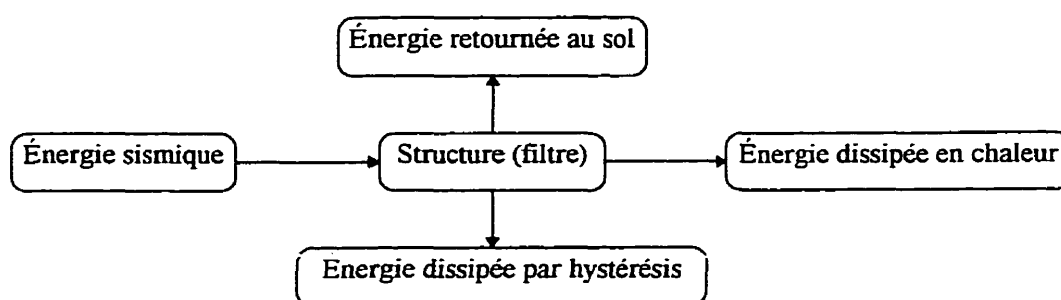 Énergie retournée au sol
Énergie sismique
Structure (filtre)
Énergie dissipée en chaleur
Energie dissipée par hystérésis